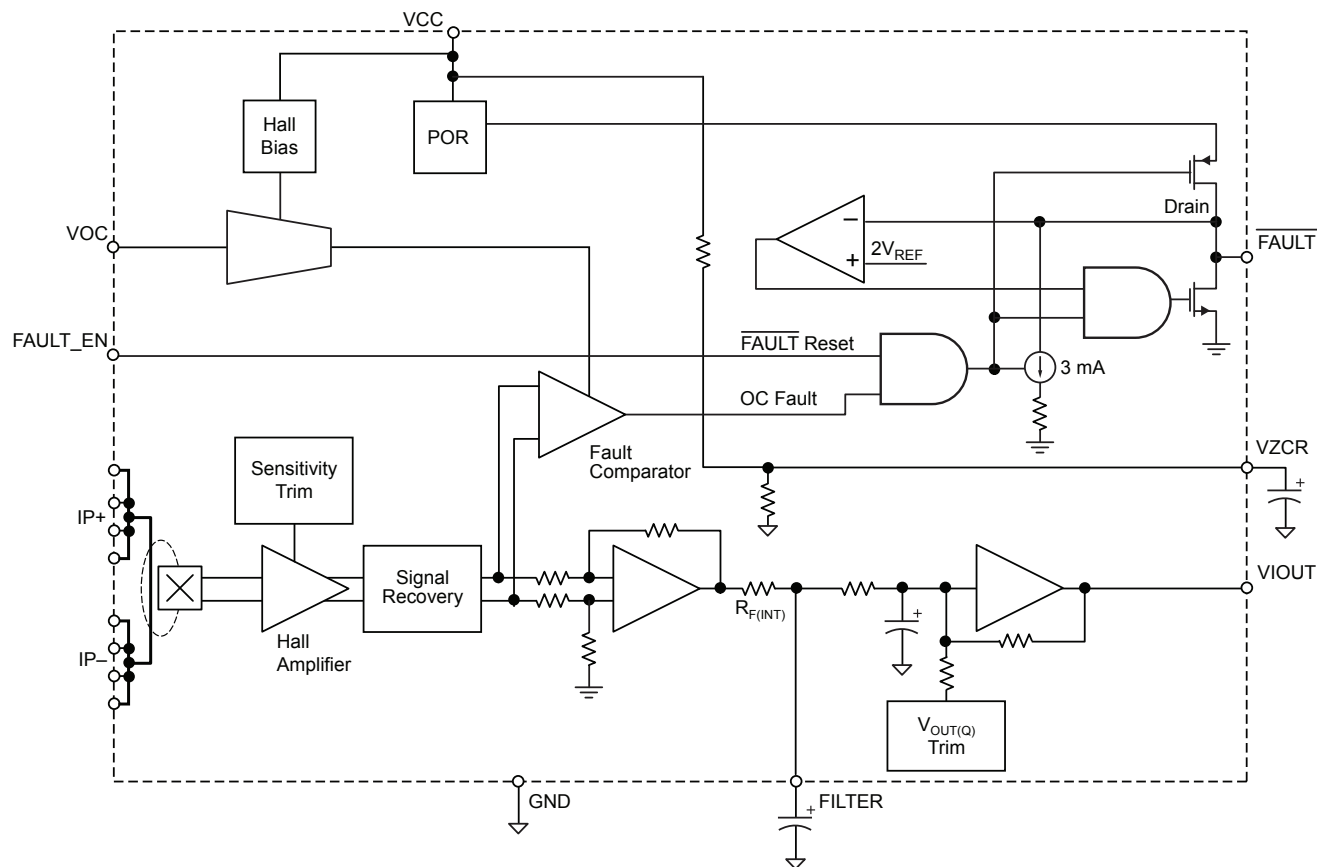 VCC
Hall
Bias
POR
Drain
VOC
−
+
2VREF
FAULT
FAULT_EN
FAULT Reset
3 mA
OC Fault
Fault
Comparator
VZCR
+
Sensitivity
Trim
IP+
Signal
Recovery
VIOUT
RF(INT)
+
Hall
Amplifier
IP–
VOUT(Q)
Trim
GND
FILTER
+